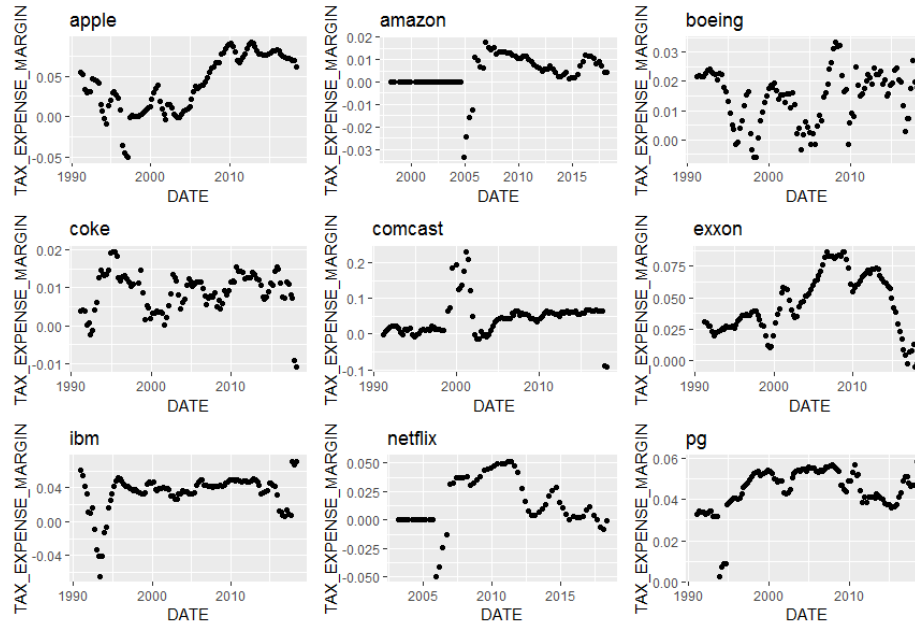 apple
TAX_EXPENSE_MARGIN
0.05
0.00
-0.05
1990 2000 2010
DATE
amazon
TAX_EXPENSE_MARGIN
0.02
0.01
0.00
-0.01
-0.03
2000 2005 2010 2015
DATE
boeing
TAX_EXPENSE_MARGIN
0.03
0.02
0.01
0.00
1990 2000 2010
DATE
coke
TAX_EXPENSE_MARGIN
0.02
0.01
0.00
-0.01
1990 2000 2010
DATE
comcast
TAX_EXPENSE_MARGIN
0.2
0.1
0.0
-0.1
1990 2000 2010
DATE
exxon
TAX_EXPENSE_MARGIN
0.075
0.050
0.025
0.000
1990 2000 2010
DATE
ibm
TAX_EXPENSE_MARGIN
0.04
0.00
-0.04
1990 2000 2010
DATE
netflix
TAX_EXPENSE_MARGIN
0.050
0.025
0.000
-0.025
-0.050
2005 2010 2015
DATE
pg
TAX_EXPENSE_MARGIN
0.06
0.04
0.02
0.00
1990 2000 2010
DATE